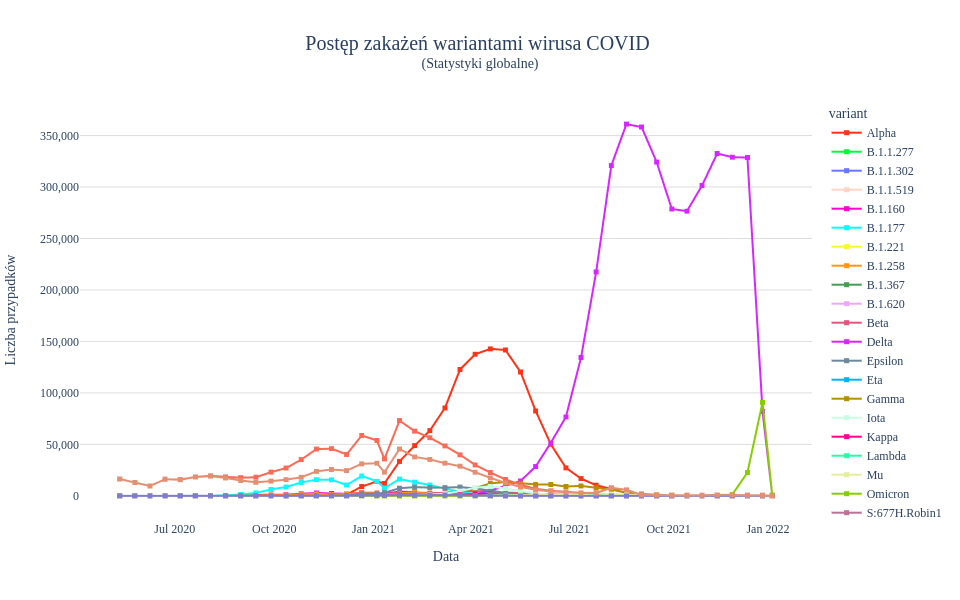 Postęp zakażeń wariantami wirusa COVID
(Statystyki globalne)
variant
Alpha
B.1.1.277
B.1.1.302
B.1.1.519
B.1.160
B.1.177
B.1.221
B.1.258
B.1.367
B.1.620
Beta
Delta
Epsilon
Eta
Gamma
Iota
Kappa
Lambda
Mu
Omicron
S:677H.Robin1
Liczba przypadków
350,000
300,000
250,000
200,000
150,000
100,000
50,000
0
Jul 2020
Oct 2020
Jan 2021
Apr 2021
Jul 2021
Oct 2021
Jan 2022
Data